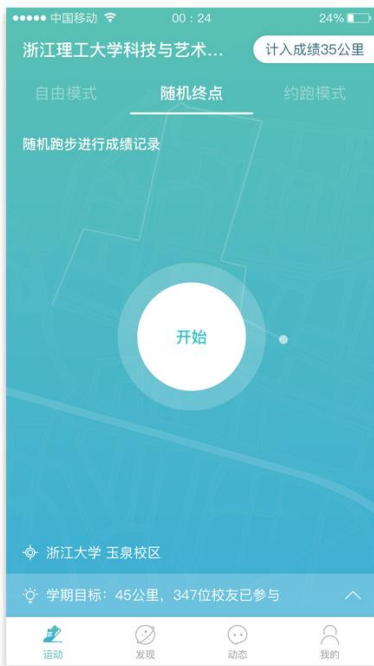 中国移动 00:24 24%
浙江理工大学科技与艺术... 计入成绩35公里
自由模式 随机终点 约跑模式
随机跑步进行成绩记录
开始
浙江大学 玉泉校区
学期目标：45公里，347位校友已参与
运动 发现 动态 我的